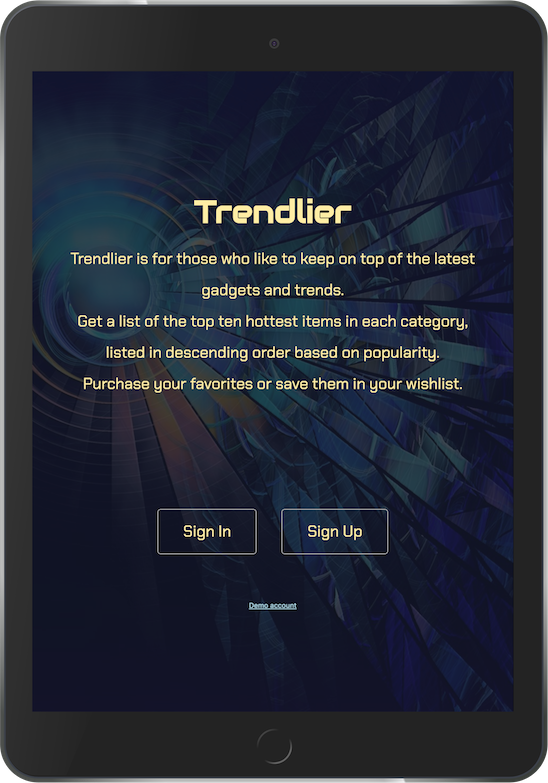 Trendlier
Trendlier is for those who like to keep on top of the latest
gadgets and trends.
Get a list of the top ten hottest items in each category,
listed in descending order based on popularity.
Purchase your favorites or save them in your wishlist.
Sign In
Sign Up
Demo account